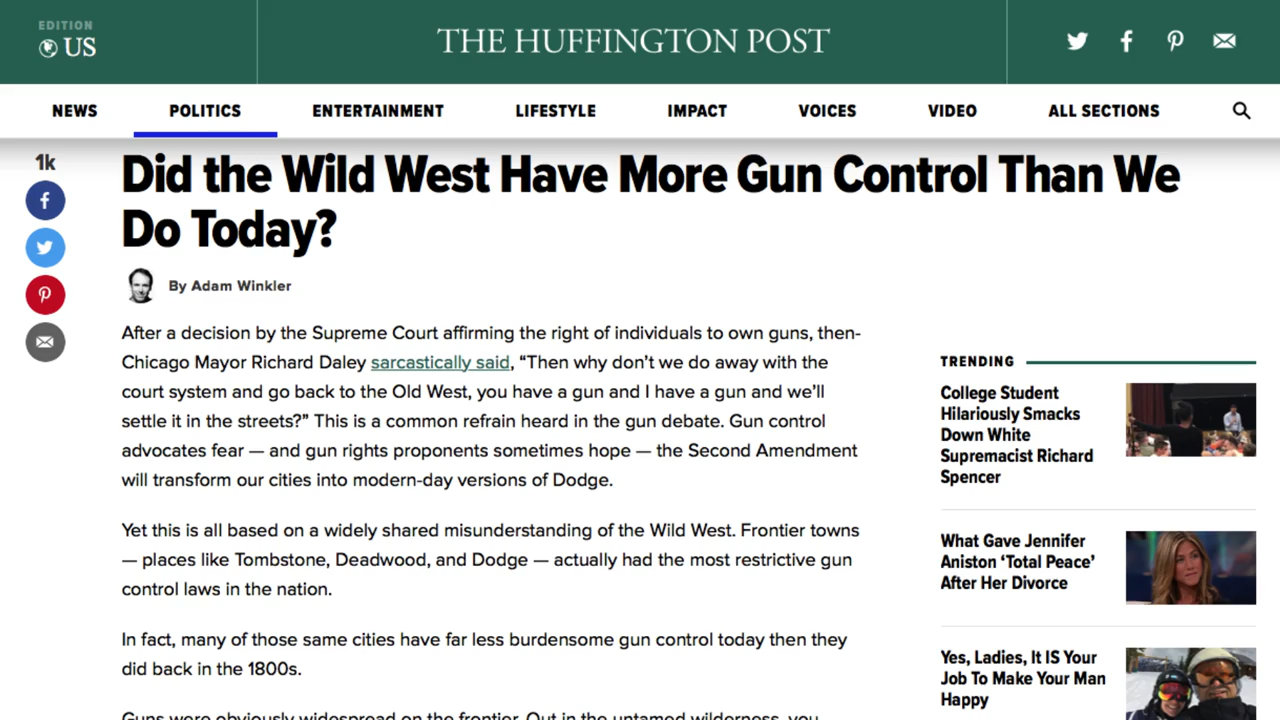 EDITION
US
THE HUFFINGTON POST
NEWS
POLITICS
ENTERTAINMENT
LIFESTYLE
IMPACT
VOICES
VIDEO
ALL SECTIONS
1k
Did the Wild West Have More Gun Control Than We
Do Today?
By Adam Winkler
After a decision by the Supreme Court affirming the right of individuals to own guns, then-
Chicago Mayor Richard Daley sarcastically said, “Then why don’t we do away with the
court system and go back to the Old West, you have a gun and I have a gun and we’ll
settle it in the streets?” This is a common refrain heard in the gun debate. Gun control
advocates fear — and gun rights proponents sometimes hope — the Second Amendment
will transform our cities into modern-day versions of Dodge.
Yet this is all based on a widely shared misunderstanding of the Wild West. Frontier towns
— places like Tombstone, Deadwood, and Dodge — actually had the most restrictive gun
control laws in the nation.
In fact, many of those same cities have far less burdensome gun control today then they
did back in the 1800s.
Guns were obviously widespread on the frontier. Out in the untamed wilderness, you
TRENDING
College Student
Hilariously Smacks
Down White
Supremacist Richard
Spencer
What Gave Jennifer
Aniston ‘Total Peace’
After Her Divorce
Yes, Ladies, It IS Your
Job To Make Your Man
Happy